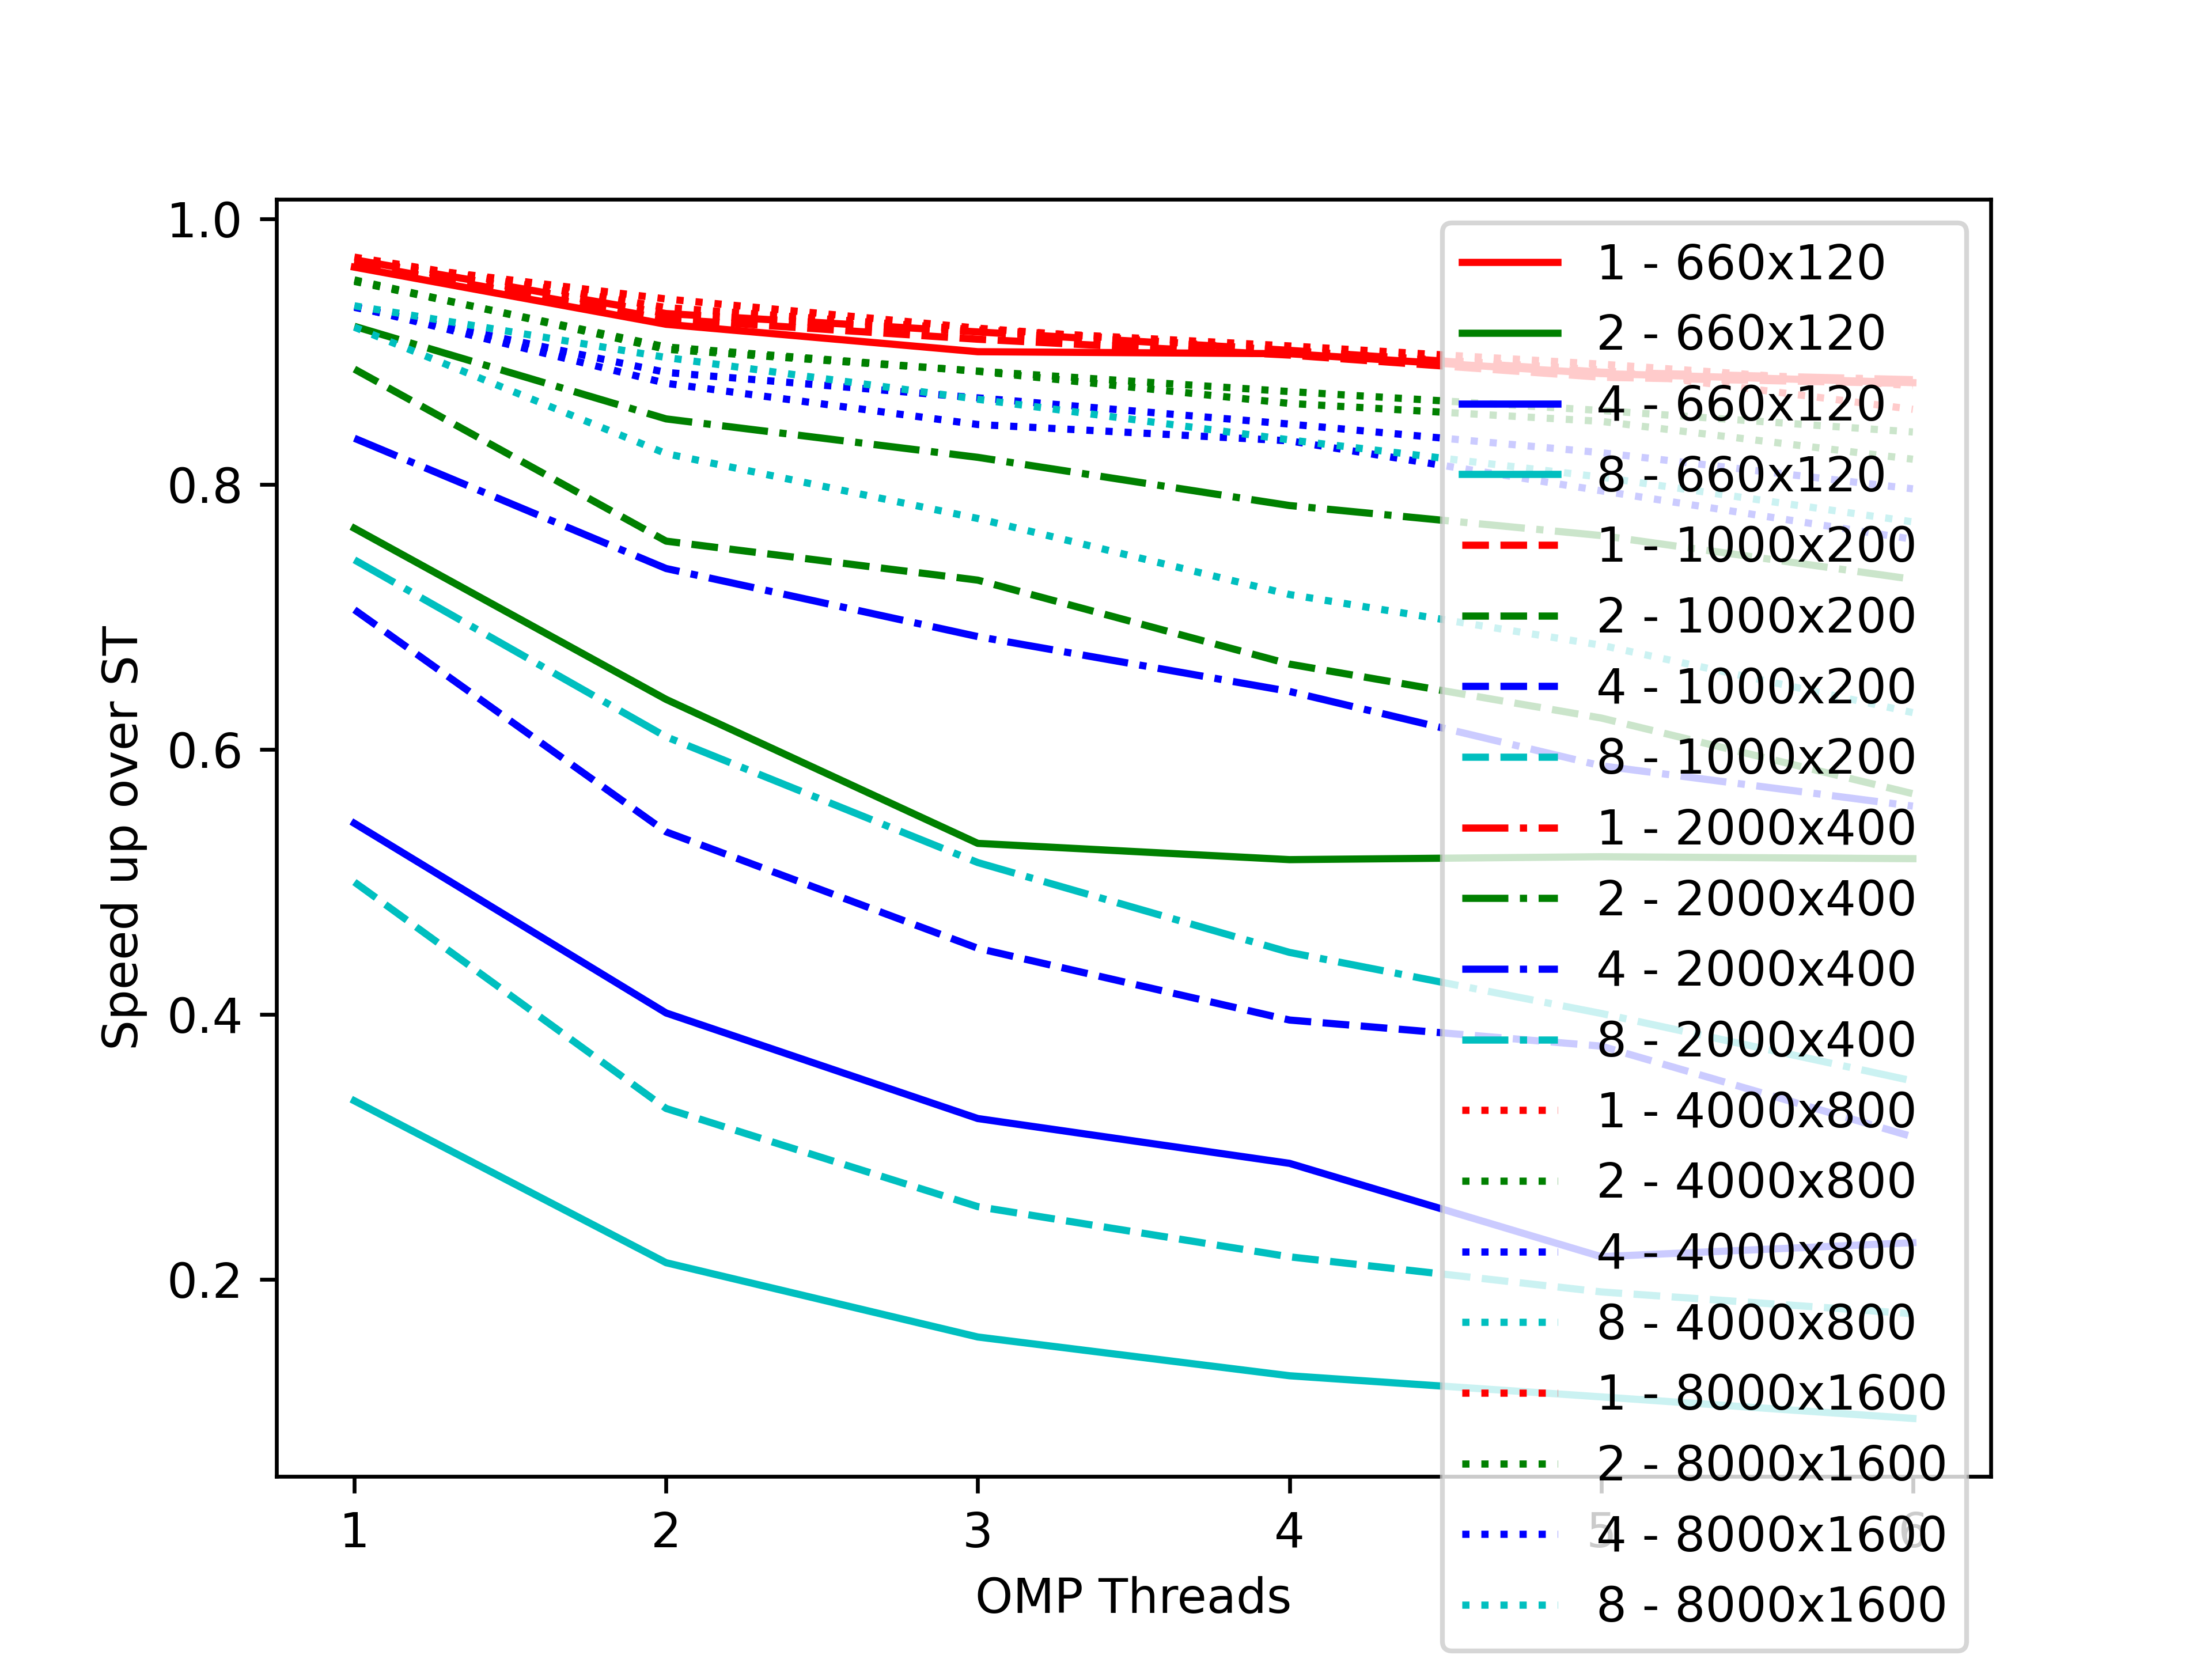 1.0
0.8
0.6
0.4
0.2
Speed up over ST
1 - 660x120
2 - 660x120
4 - 660x120
8 - 660x120
1 - 1000x200
2 - 1000x200
4 - 1000x200
8 - 1000x200
1 - 2000x400
2 - 2000x400
4 - 2000x400
8 - 2000x400
1 - 4000x800
2 - 4000x800
4 - 4000x800
8 - 4000x800
1 - 8000x1600
2 - 8000x1600
4 - 8000x1600
8 - 8000x1600
1 2 3 4 5 6
OMP Threads